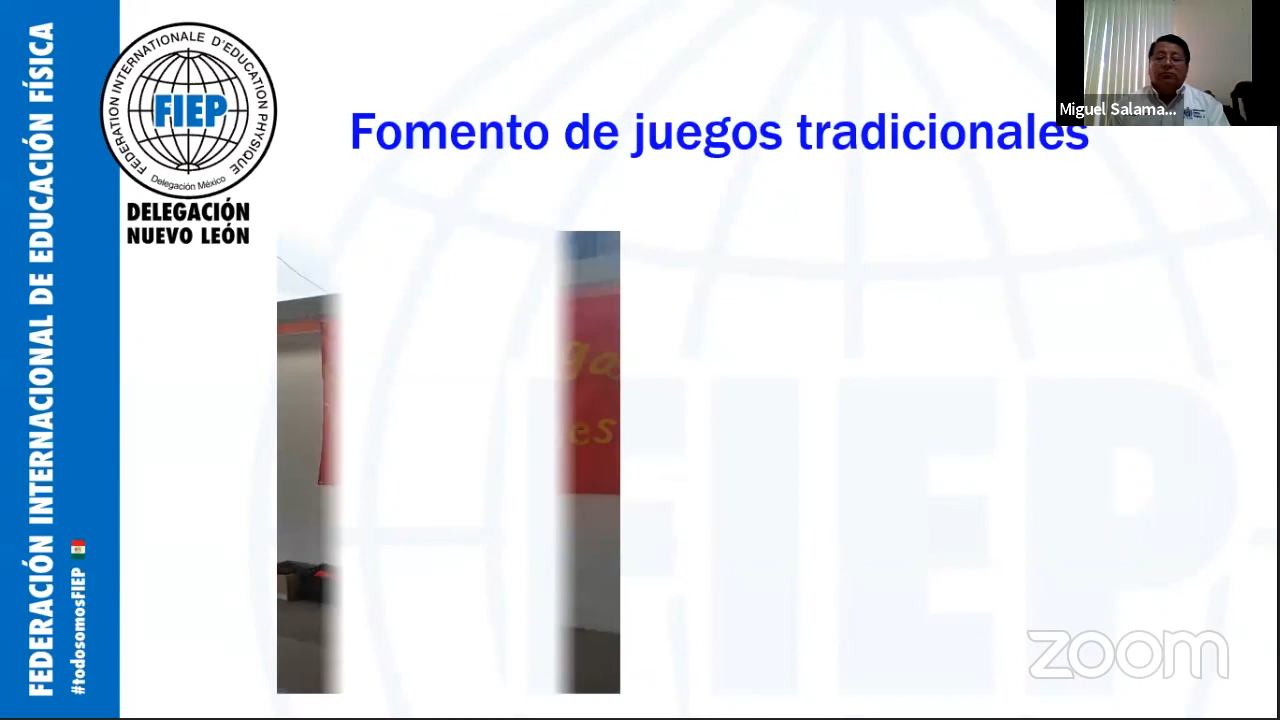 FEDERACIÓN INTERNACIONAL DE EDUCACIÓN FÍSICA
#todosomosFIEP
FEDERATION INTERNATIONALE D'EDUCATION PHYSIQUE
FIEP
Delegación México
DELEGACIÓN
NUEVO LEÓN
Fomento de juegos tradicionales
Miguel Salama...
FIEP
zoom